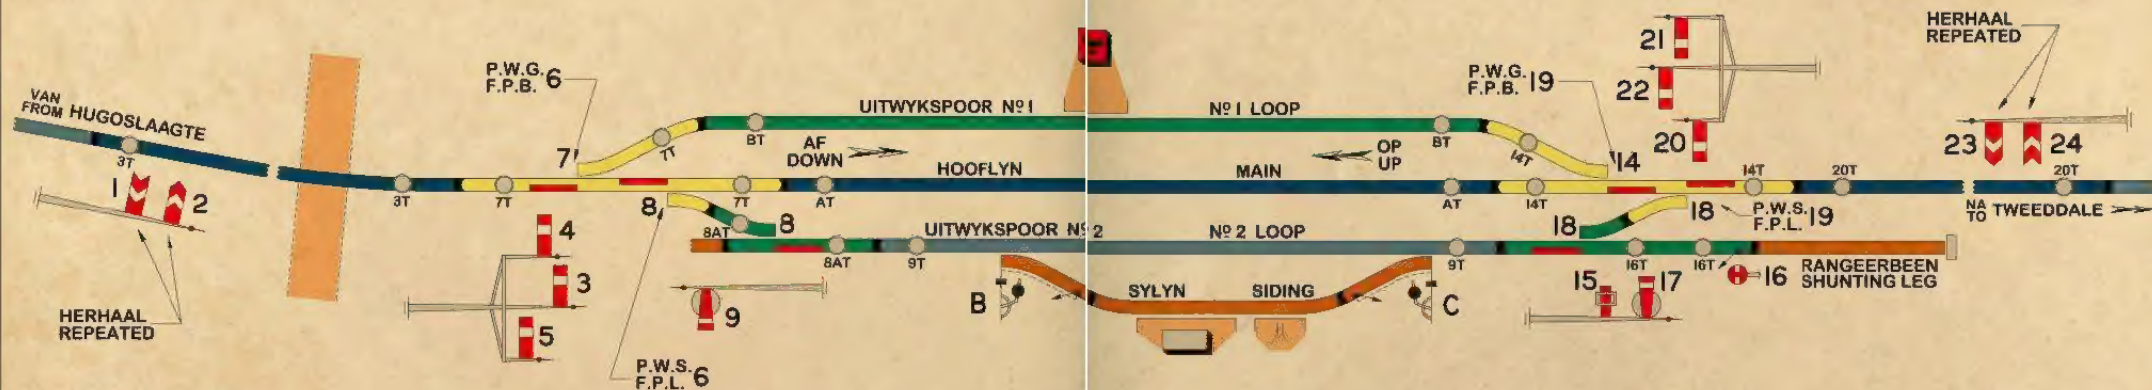 VAN
FROM HUGOSLAAGTE
3T
1
2
HERHAAL
REPEATED
P.W.G.
F.P.B. 6
7
7T
BT
UITWYKSPOOR Nº1
AF
DOWN
HOOFLYN
3T
7T
7T
AT
8
8
8AT
UITWYKSPOOR Nº2
8AT
9T
4
3
5
9
P.W.S.
F.P.L. 6
B
Nº1 LOOP
OP
UP
MAIN
Nº2 LOOP
SYLYN
SIDING
C
BT
14T
P.W.G.
F.P.B. 19
14
21
22
20
AT
14T
14T
20T
18
18
P.W.S.
F.P.L. 19
9T
16T
16T
15
17
16
RANGEERBEEN
SHUNTING LEG
HERHAAL
REPEATED
23
24
20T
NA
TO TWEEDDALE